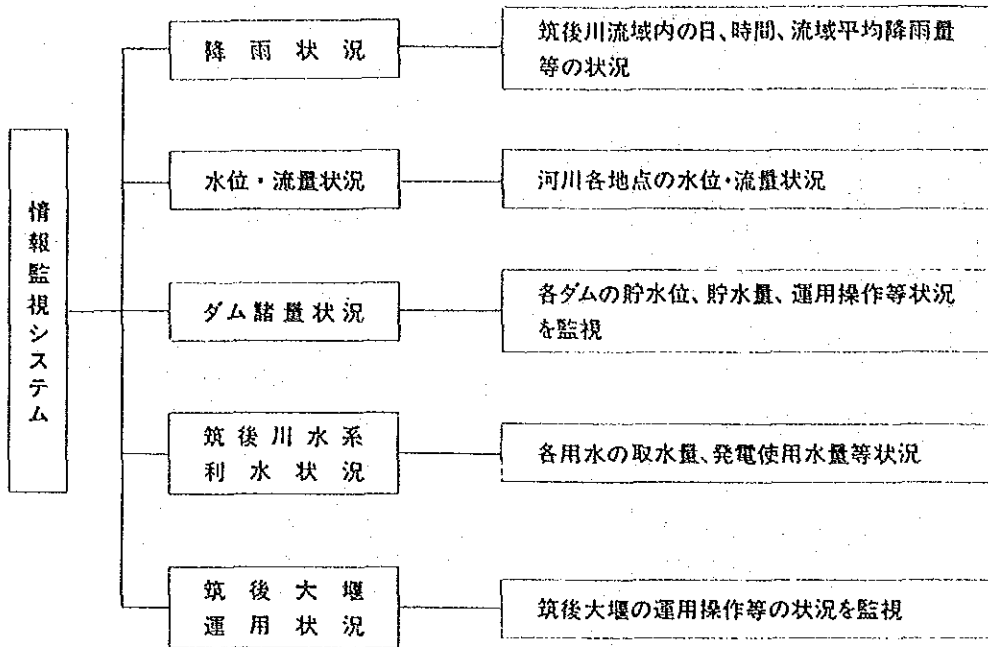 情報監視システム
降雨状況
筑後川流域内の日、時間、流域平均降雨量
等の状況
水位・流量状況
河川各地点の水位・流量状況
ダム諸量状況
各ダムの貯水位、貯水量、運用操作等状況
を監視
筑後川水系
利水状況
各用水の取水量、発電使用水量等状況
筑後大堰
運用状況
筑後大堰の運用操作等の状況を監視